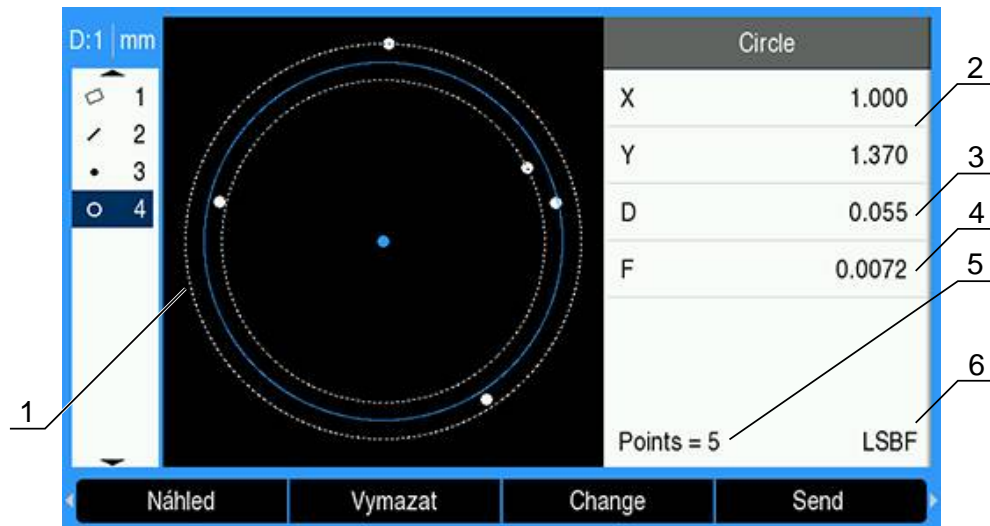 D:1 mm
Circle
1
2
3
4
X 1.000
Y 1.370
D 0.055
F 0.0072
Points = 5 LSBF
Náhled Vymazat Change Send
1
2
3
4
5
6